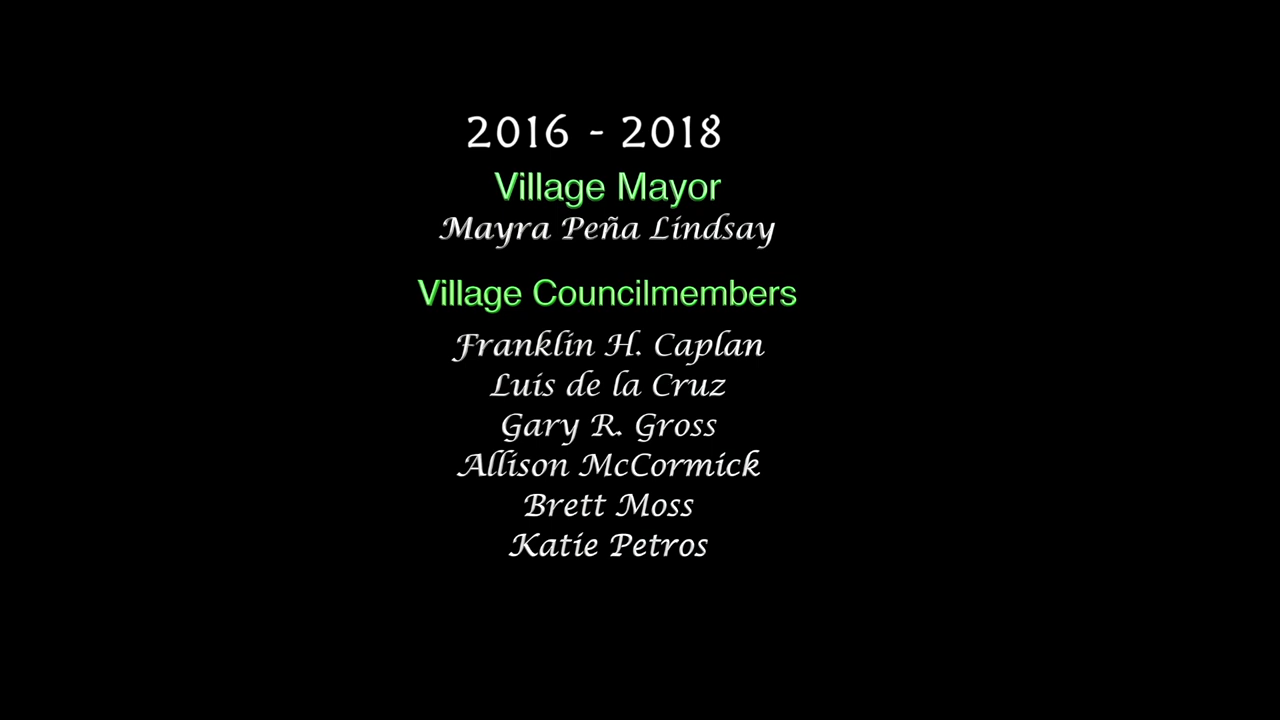 2016 - 2018
Village Mayor
Mayra Peña Lindsay
Village Councilmembers
Franklin H. Caplan
Luis de la Cruz
Gary R. Gross
Allison McCormick
Brett Moss
Katie Petros